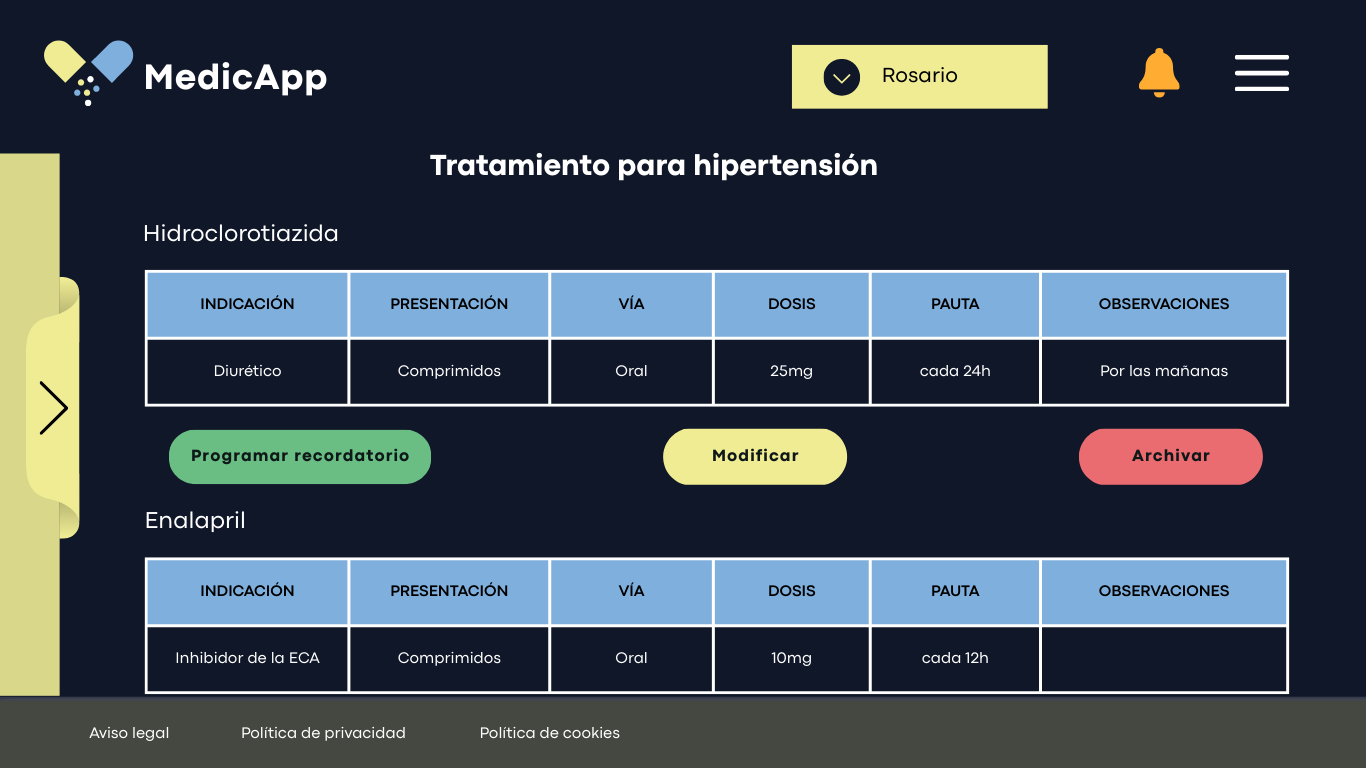 MedicApp
Rosario
Tratamiento para hipertensión
Hidroclorotiazida
INDICACIÓN PRESENTACIÓN VÍA DOSIS PAUTA OBSERVACIONES
Diurético Comprimidos Oral 25mg cada 24h Por las mañanas
Programar recordatorio Modificar Archivar
Enalapril
INDICACIÓN PRESENTACIÓN VÍA DOSIS PAUTA OBSERVACIONES
Inhibidor de la ECA Comprimidos Oral 10mg cada 12h
Aviso legal Política de privacidad Política de cookies